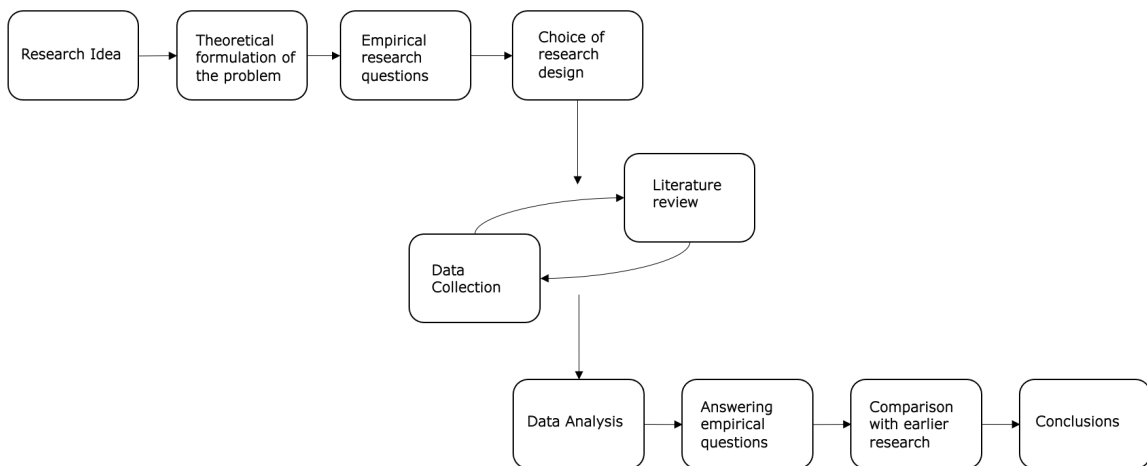 Research Idea
Theoretical
formulation of
the problem
Empirical
research
questions
Choice of
research
design
Literature
review
Data
Collection
Data Analysis
Answering
empirical
questions
Comparison
with earlier
research
Conclusions